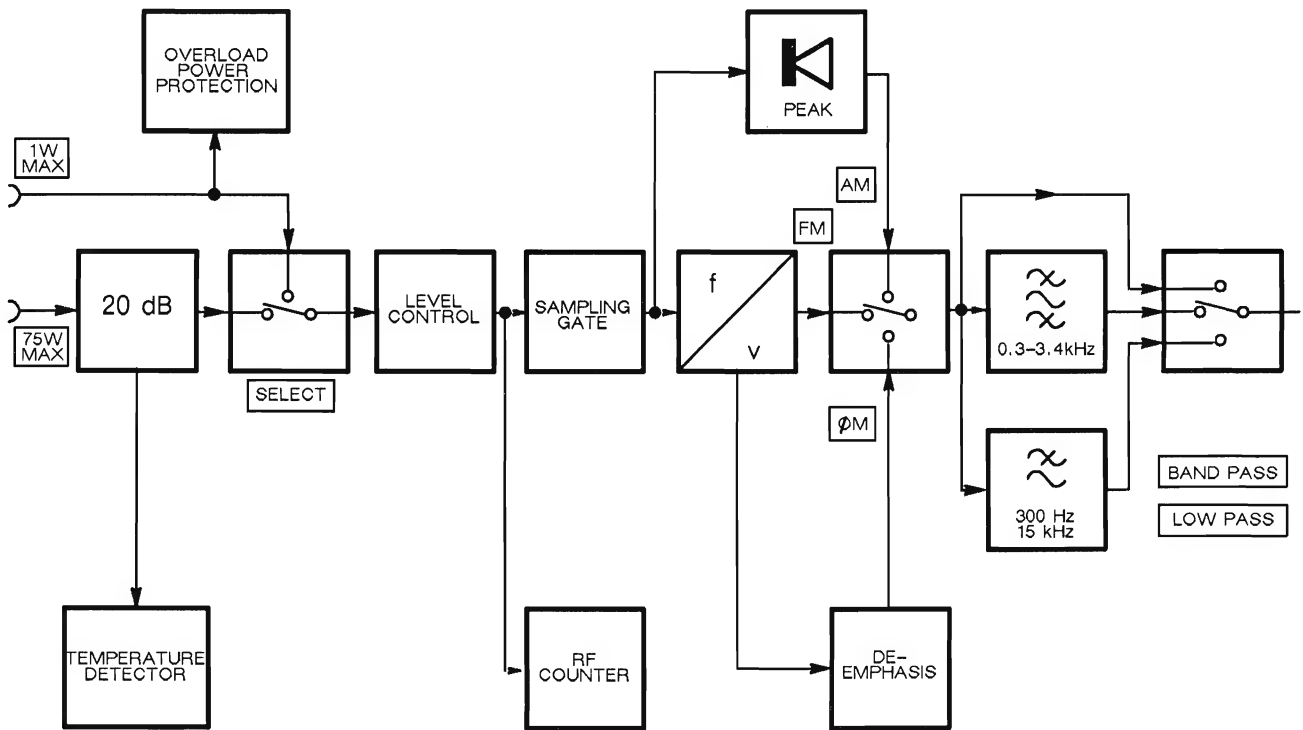 OVERLOAD
POWER
PROTECTION
PEAK
1W
MAX
AM
FM
20 dB
LEVEL
CONTROL
SAMPLING
GATE
f
v
0.3–3.4kHz
75W
MAX
SELECT
ØM
300 Hz
15 kHz
BAND PASS
LOW PASS
TEMPERATURE
DETECTOR
RF
COUNTER
DE–
EMPHASIS